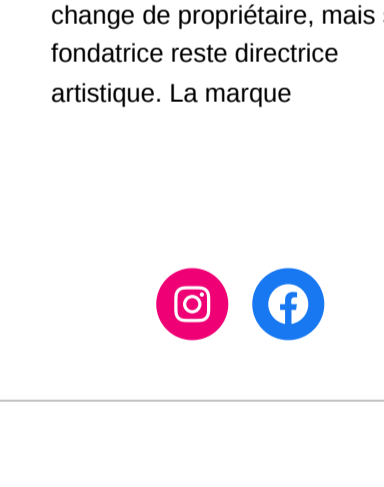 change de propriétaire, mais
fondatrice reste directrice
artistique. La marque